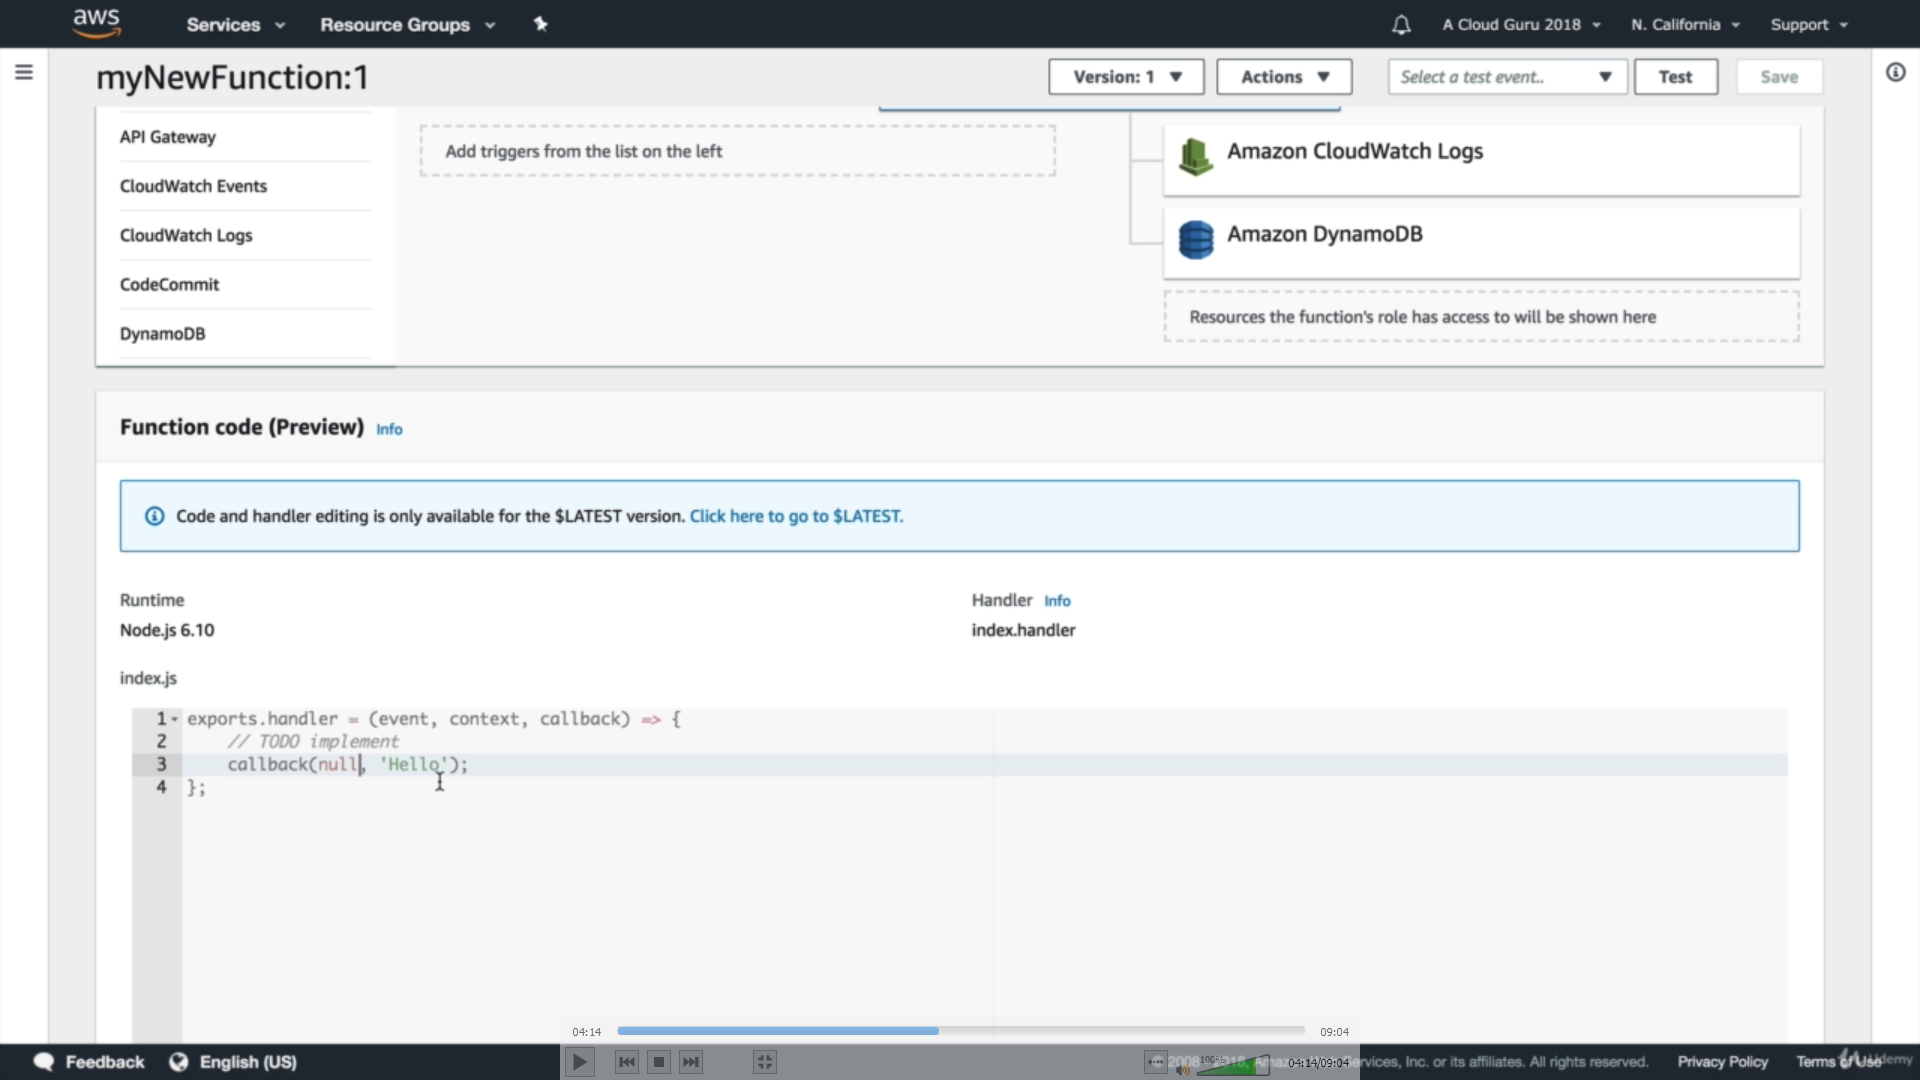 aws Services Resource Groups A Cloud Guru 2018 N. California Support
myNewFunction:1 Version: 1 Actions Select a test event.. Test Save
API Gateway
CloudWatch Events
CloudWatch Logs
CodeCommit
DynamoDB
Add triggers from the list on the left
Amazon CloudWatch Logs
Amazon DynamoDB
Resources the function's role has access to will be shown here
Function code (Preview) Info
Code and handler editing is only available for the $LATEST version. Click here to go to $LATEST.
Runtime
Node.js 6.10
Handler Info
index.handler
index.js
1 exports.handler = (event, context, callback) => {
2 // TODO implement
3 callback(null, 'Hello');
4 };
04:14 09:04
Feedback English (US)
100%
04:14/09:04
© 2008 - 2018, Services, Inc. or its affiliates. All rights reserved. Privacy Policy Terms of Use
Udemy